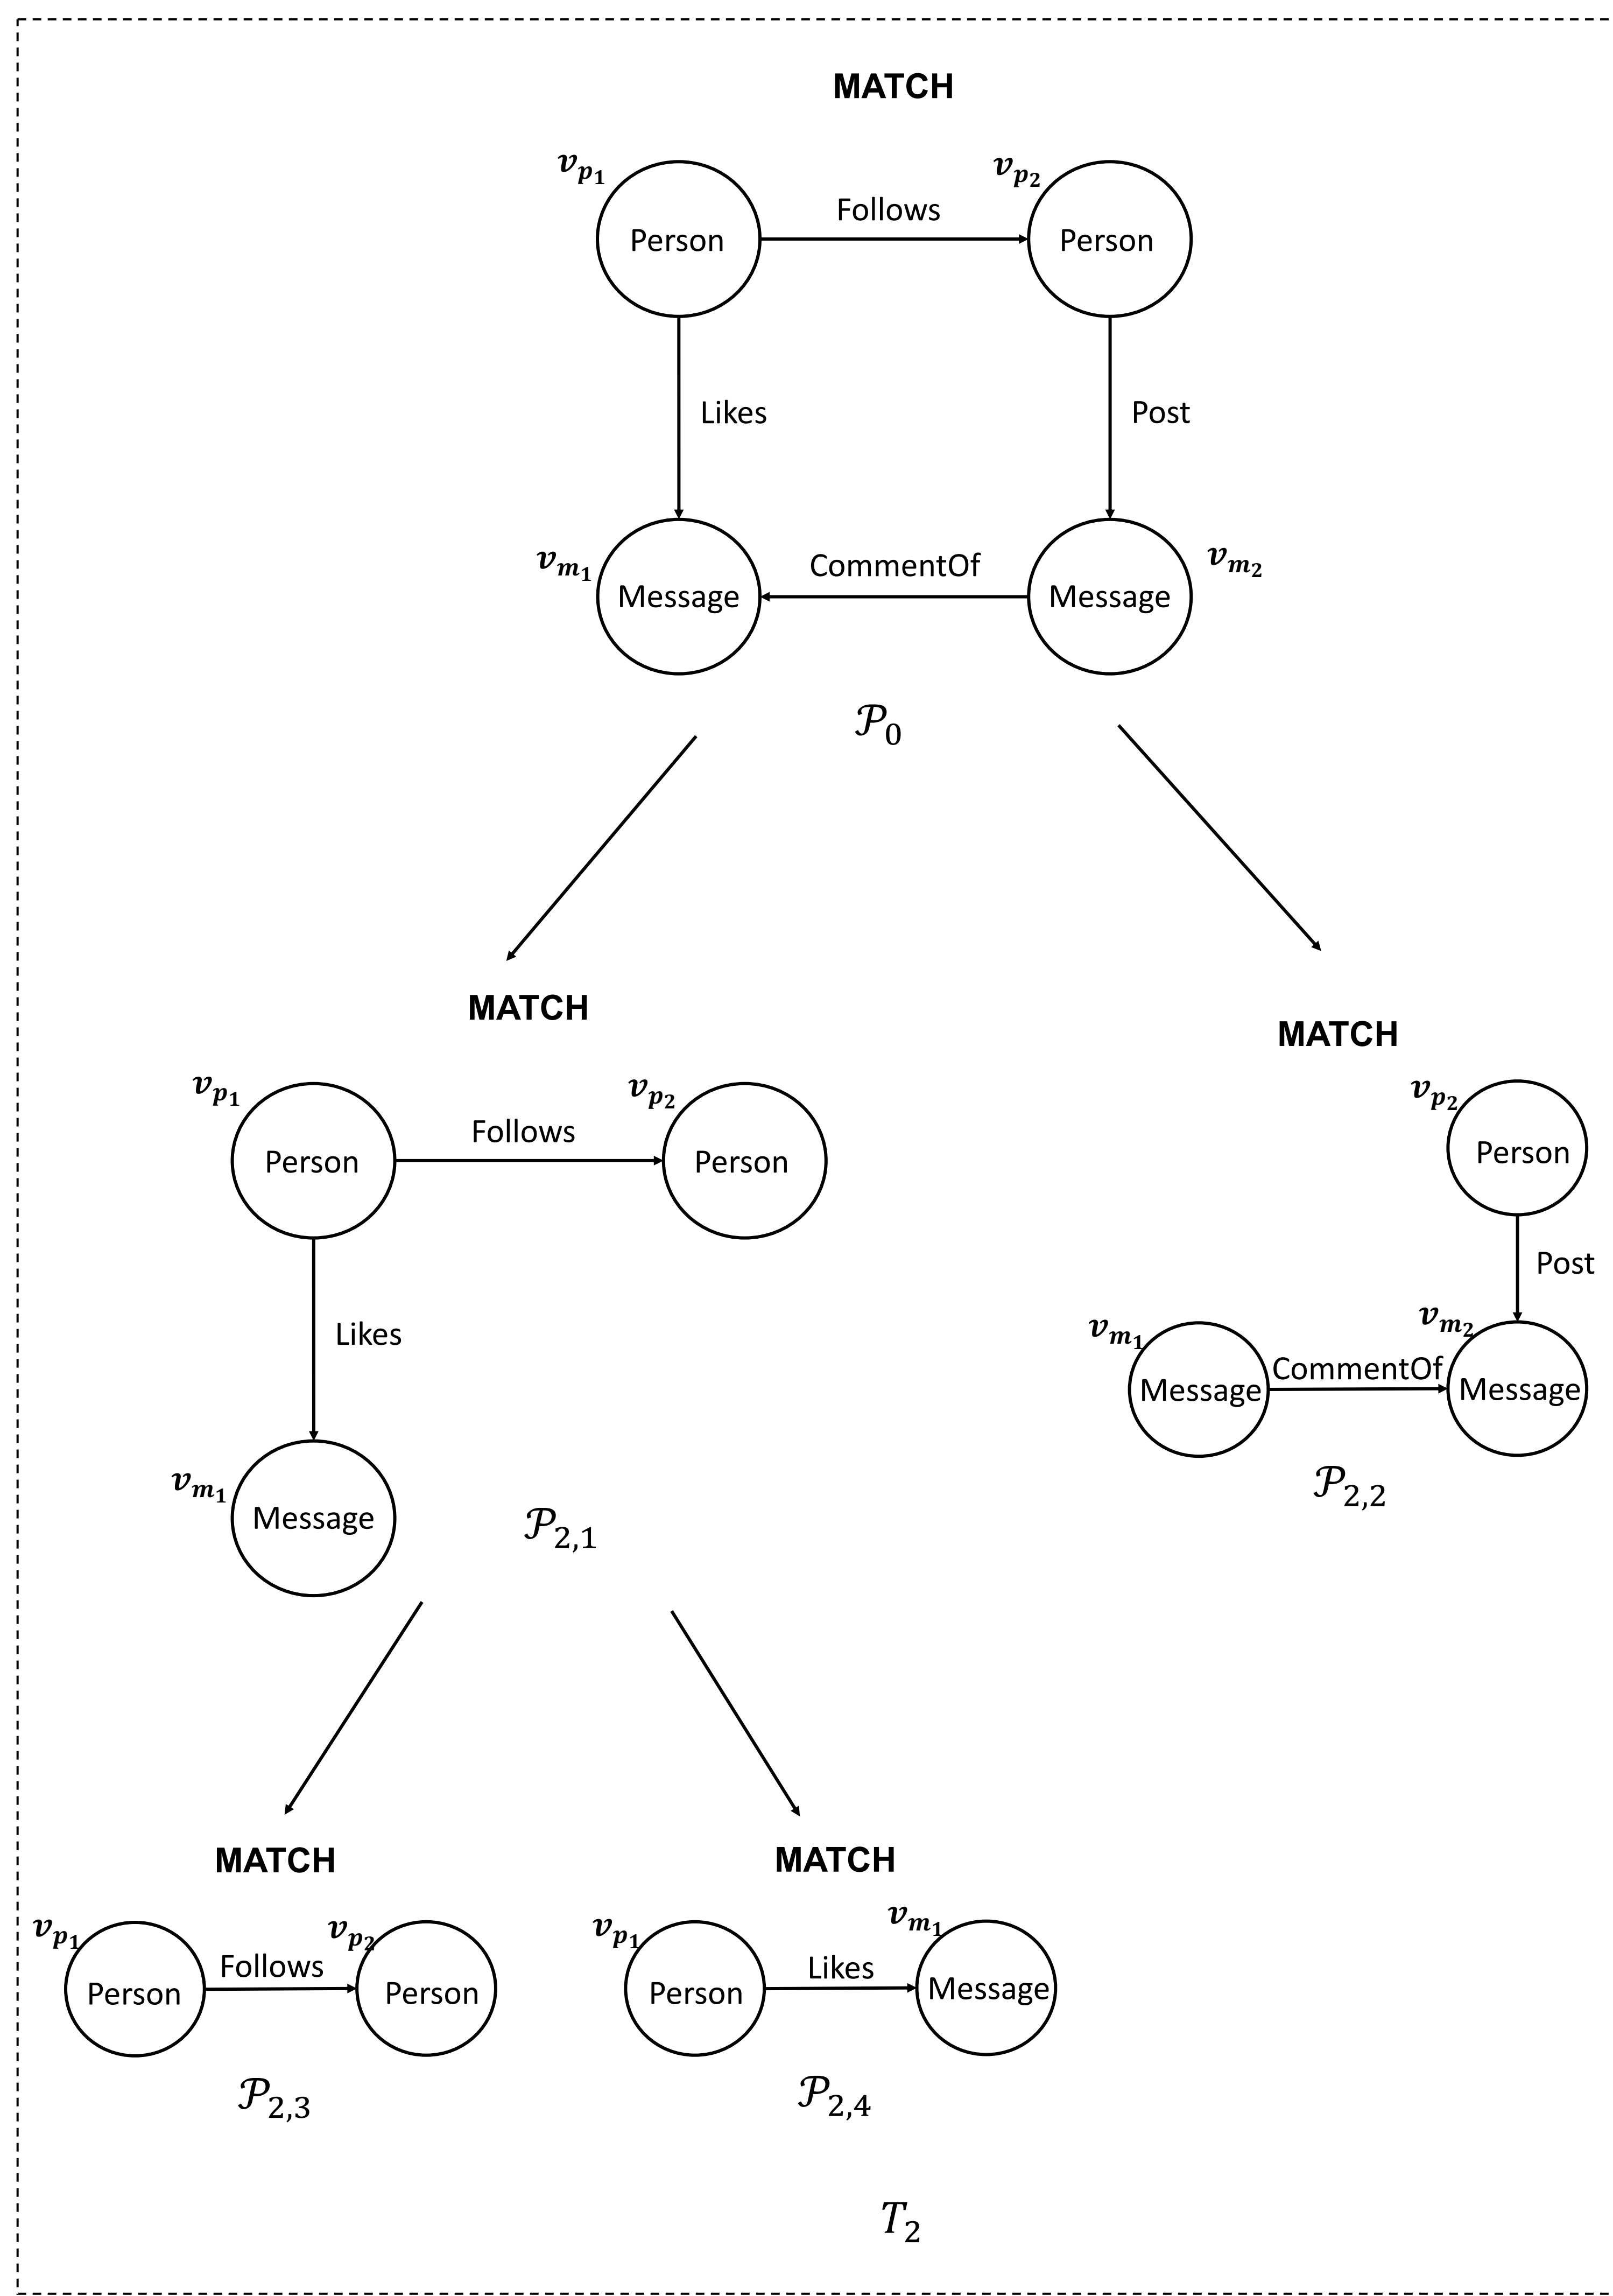 MATCH
v_{p_1}
v_{p_2}
Follows
Person
Person
Likes
Post
v_{m_1}
CommentOf
v_{m_2}
Message
Message
𝒫_0
MATCH
MATCH
v_{p_1}
v_{p_2}
v_{p_2}
Follows
Person
Person
Person
Post
Likes
v_{m_1}
v_{m_2}
CommentOf
Message
Message
v_{m_1}
Message
𝒫_{2,2}
𝒫_{2,1}
MATCH
MATCH
v_{p_1}
v_{p_2}
v_{p_1}
v_{m_1}
Follows
Likes
Person
Person
Person
Message
𝒫_{2,3}
𝒫_{2,4}
T_2